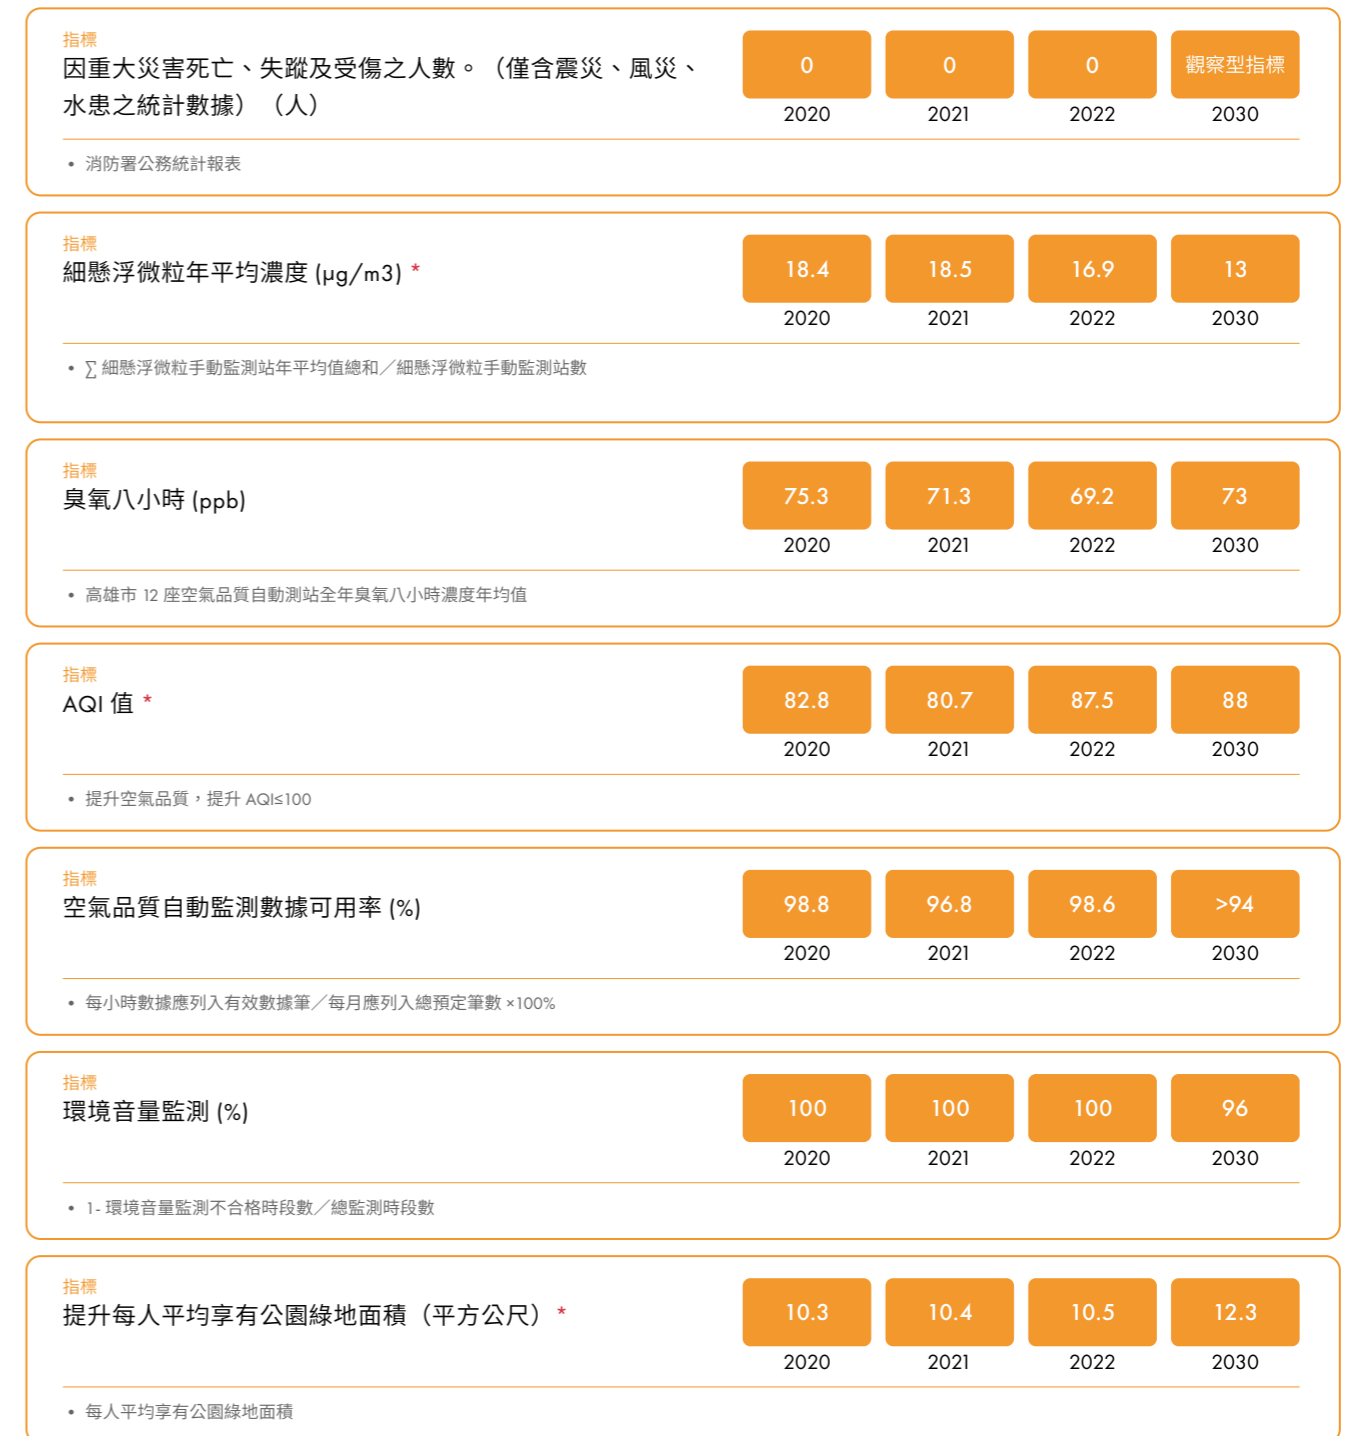 指標
因重大災害死亡、失蹤及受傷之人數。（僅含震災、風災、
水患之統計數據）（人）
0 0 0 觀察型指標
2020 2021 2022 2030
• 消防署公務統計報表
指標
細懸浮微粒年平均濃度 (μg/m3) *
18.4 18.5 16.9 13
2020 2021 2022 2030
• ∑ 細懸浮微粒手動監測站年平均值總和／細懸浮微粒手動監測站數
指標
臭氧八小時 (ppb)
75.3 71.3 69.2 73
2020 2021 2022 2030
• 高雄市 12 座空氣品質自動測站全年臭氧八小時濃度年均值
指標
AQI 值 *
82.8 80.7 87.5 88
2020 2021 2022 2030
• 提升空氣品質，提升 AQI≤100
指標
空氣品質自動監測數據可用率 (%)
98.8 96.8 98.6 >94
2020 2021 2022 2030
• 每小時數據應列入有效數據筆／每月應列入總預定筆數 ×100%
指標
環境音量監測 (%)
100 100 100 96
2020 2021 2022 2030
• 1- 環境音量監測不合格時段數／總監測時段數
指標
提升每人平均享有公園綠地面積（平方公尺）*
10.3 10.4 10.5 12.3
2020 2021 2022 2030
• 每人平均享有公園綠地面積